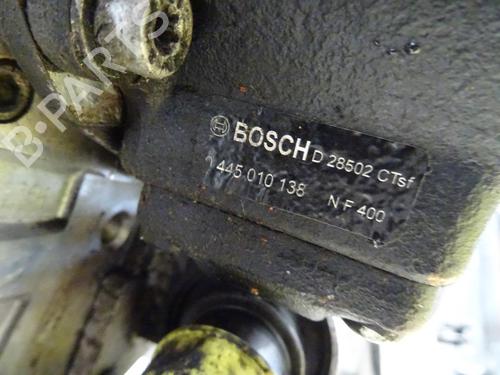 B-PARTS
BOSCH D 28502 CTsf
0 445 010 138 N F 400